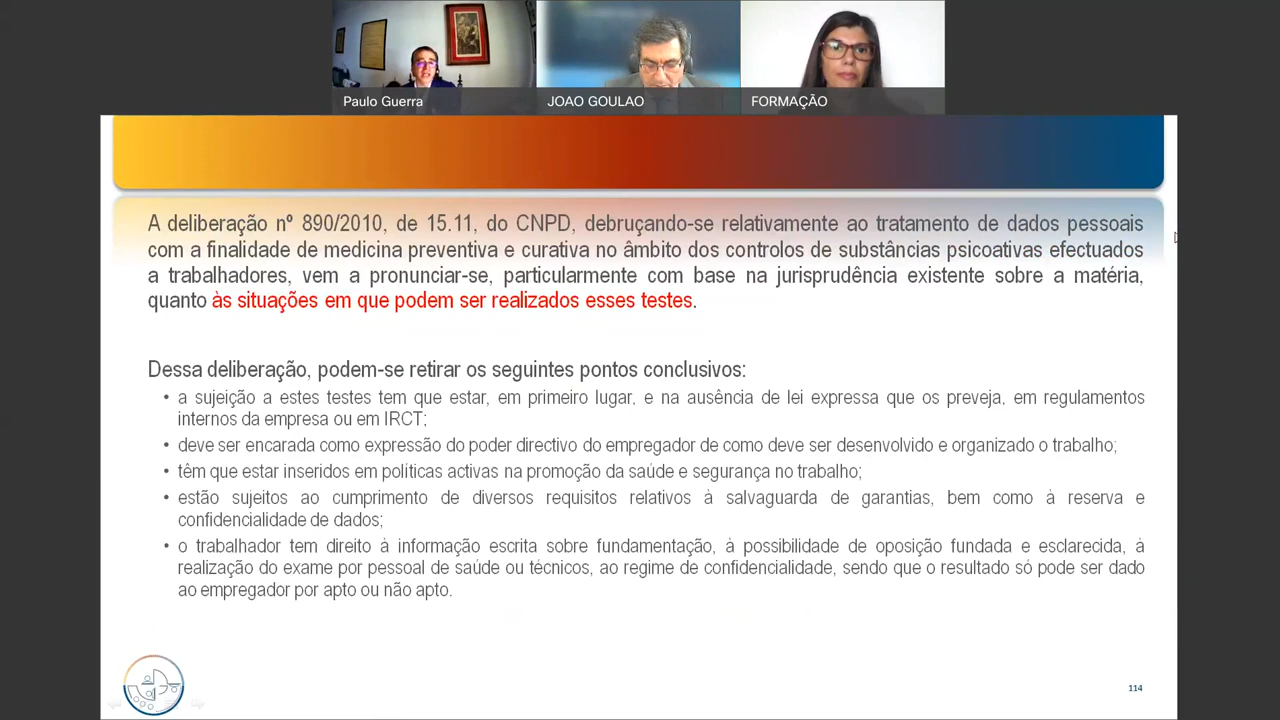 Paulo Guerra
JOAO GOULAO
FORMAÇÃO
A deliberação nº 890/2010, de 15.11, do CNPD, debruçando-se relativamente ao tratamento de dados pessoais
com a finalidade de medicina preventiva e curativa no âmbito dos controlos de substâncias psicoativas efectuados
a trabalhadores, vem a pronunciar-se, particularmente com base na jurisprudência existente sobre a matéria,
quanto às situações em que podem ser realizados esses testes.
Dessa deliberação, podem-se retirar os seguintes pontos conclusivos:
• a sujeição a estes testes tem que estar, em primeiro lugar, e na ausência de lei expressa que os preveja, em regulamentos
internos da empresa ou em IRCT;
• deve ser encarada como expressão do poder directivo do empregador de como deve ser desenvolvido e organizado o trabalho;
• têm que estar inseridos em políticas activas na promoção da saúde e segurança no trabalho;
• estão sujeitos ao cumprimento de diversos requisitos relativos à salvaguarda de garantias, bem como à reserva e
confidencialidade de dados;
• o trabalhador tem direito à informação escrita sobre fundamentação, à possibilidade de oposição fundada e esclarecida, à
realização do exame por pessoal de saúde ou técnicos, ao regime de confidencialidade, sendo que o resultado só pode ser dado
ao empregador por apto ou não apto.
114